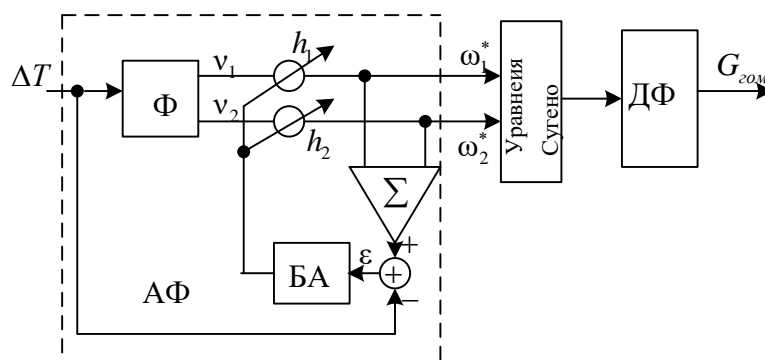 ΔT
Ф
ν₁
ν₂
h₁
h₂
ω₁*
ω₂*
Уравнеия
Сугено
ДФ
Gгом
Σ
+
+
−
ε
БА
АФ